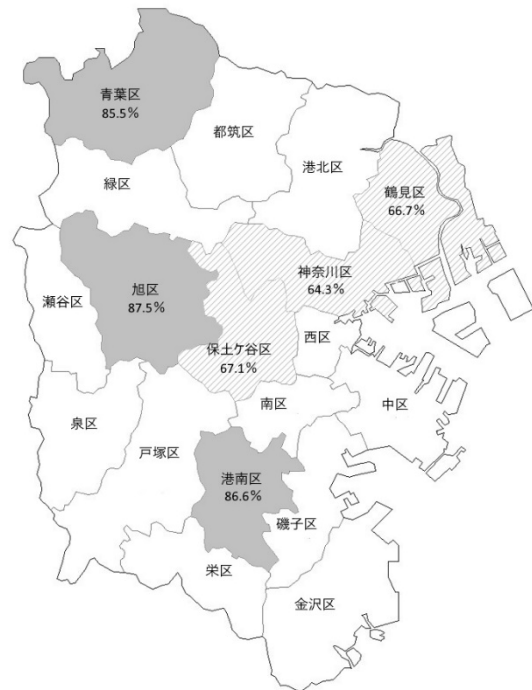 青葉区
85.5%
都筑区
港北区
緑区
鶴見区
66.7%
神奈川区
64.3%
旭区
87.5%
瀬谷区
保土ケ谷区
67.1%
西区
南区
中区
泉区
戸塚区
港南区
86.6%
磯子区
栄区
金沢区